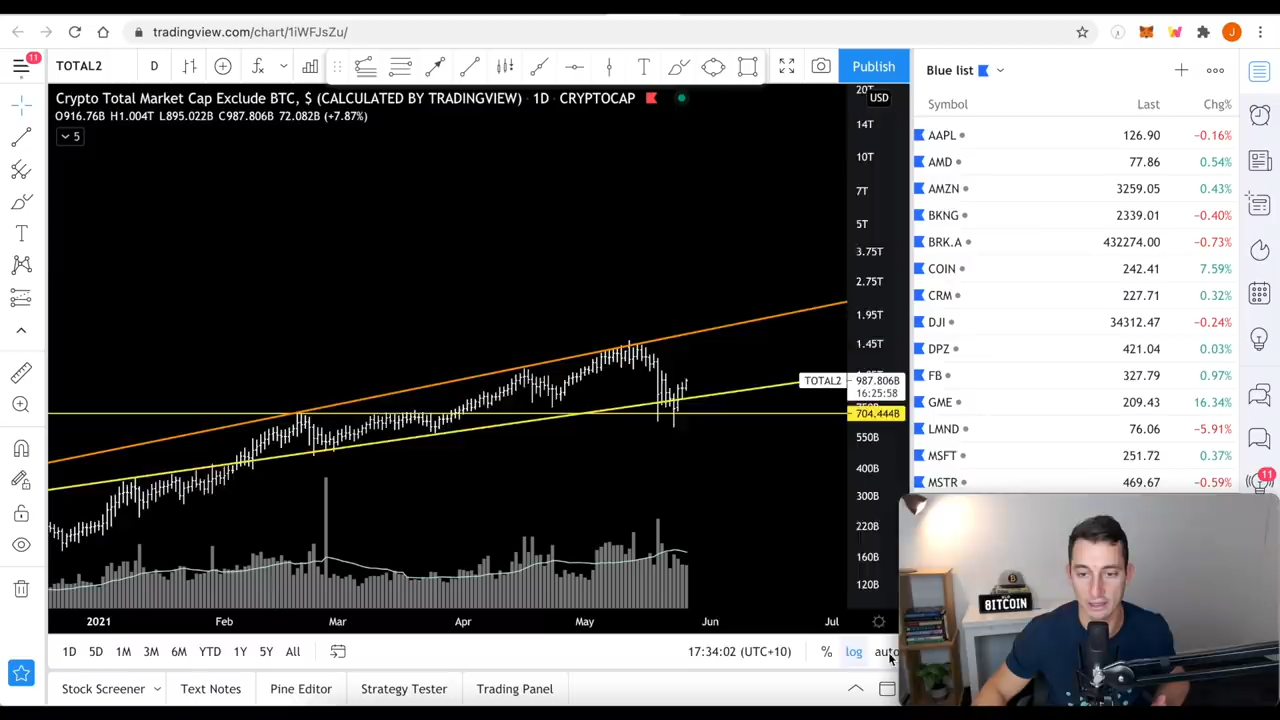 tradingview.com/chart/1iWFJsZu/
J
11
TOTAL2
D
T
Publish
Blue list
Crypto Total Market Cap Exclude BTC, $ (CALCULATED BY TRADINGVIEW) · 1D · CRYPTOCAP
O916.76B H1.004T L895.022B C987.806B 72.082 (+7.87%)
5
USD
14T
10T
7T
5T
3.75T
2.75T
1.95T
1.45T
TOTAL2
987.806B
16:25:58
704.444B
550B
400B
300B
220B
160B
120B
Symbol Last Chg%
AAPL 126.90 −0.16%
AMD 77.86 0.54%
AMZN 3259.05 0.43%
BKNG 2339.01 −0.40%
BRK.A 432274.00 −0.73%
COIN 242.41 7.59%
CRM 227.71 0.32%
DJI 34312.47 −0.24%
DPZ 421.04 0.03%
FB 327.79 0.97%
GME 209.43 16.34%
LMND 76.06 −5.91%
MSFT 251.72 0.37%
MSTR 469.67 −0.59%
11
2021 Feb Mar Apr May Jun Jul
1D 5D 1M 3M 6M YTD 1Y 5Y All
17:34:02 (UTC+10) % log auto
Stock Screener Text Notes Pine Editor Strategy Tester Trading Panel
BITCOIN